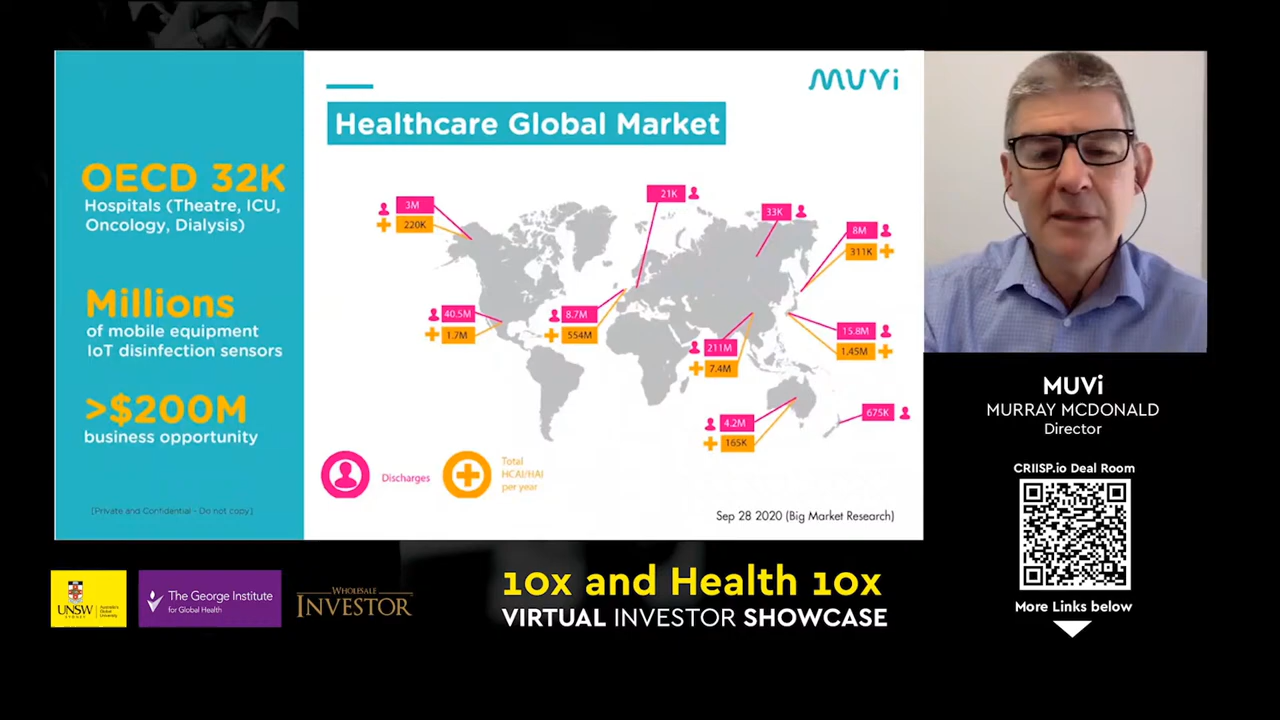 MUVi
Healthcare Global Market
OECD 32K
Hospitals (Theatre, ICU,
Oncology, Dialysis)
Millions
of mobile equipment
IoT disinfection sensors
>$200M
business opportunity
[Private and Confidential - Do not copy]
3M
220K
21K
33K
8M
311K
40.5M
1.7M
8.7M
554M
211M
7.4M
15.8M
1.45M
4.2M
165K
675K
Discharges
Total
HCAI/HAI
per year
Sep 28 2020 (Big Market Research)
MUVi
MURRAY MCDONALD
Director
CRIISP.io Deal Room
More Links below
UNSW
SYDNEY
The George Institute
for Global Health
WHOLESALE
INVESTOR
10x and Health 10x
VIRTUAL INVESTOR SHOWCASE